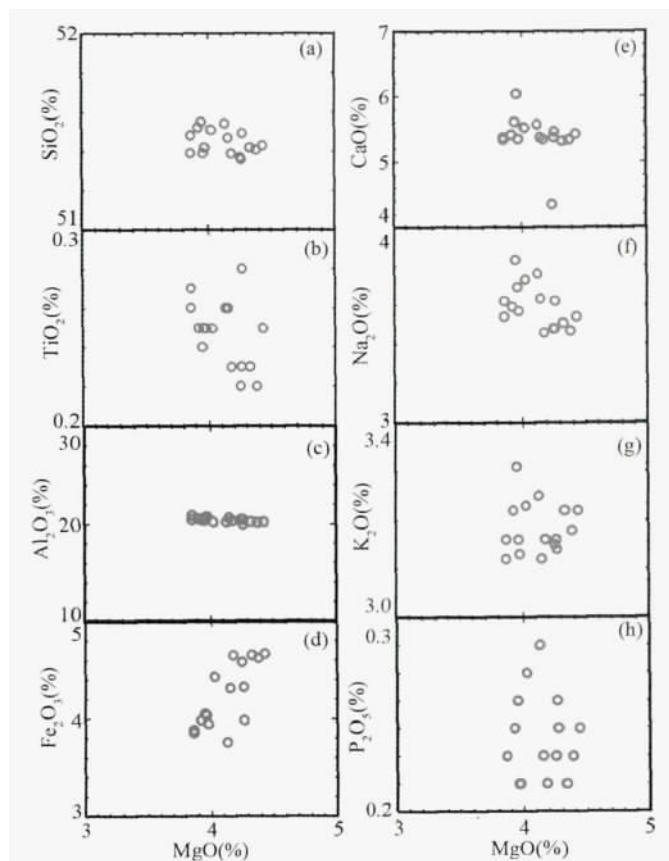 52
(a)
SiO₂(%)
51
0.3
(b)
TiO₂(%)
0.2
30
(c)
Al₂O₃(%)
20
10
5
(d)
Fe₂O₃(%)
4
3
3
4
5
MgO(%)
7
(e)
CaO(%)
6
5
4
4
(f)
Na₂O(%)
3
3.4
(g)
K₂O(%)
3.0
0.3
(h)
P₂O₅(%)
0.2
3
4
5
MgO(%)